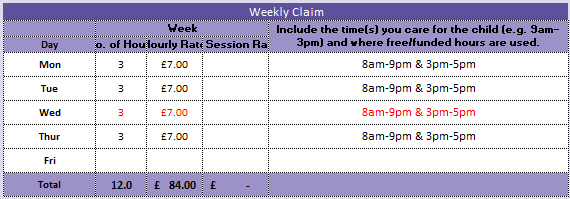 Weekly Claim
Week
Include the time(s) you care for the child (e.g. 9am-
3pm) and where free/funded hours are used.
Day o. of Hou Hourly Rate Session Ra
Mon 3 £7.00 8am-9pm & 3pm-5pm
Tue 3 £7.00 8am-9pm & 3pm-5pm
Wed 3 £7.00 8am-9pm & 3pm-5pm
Thur 3 £7.00 8am-9pm & 3pm-5pm
Fri
Total 12.0 £ 84.00 £ -